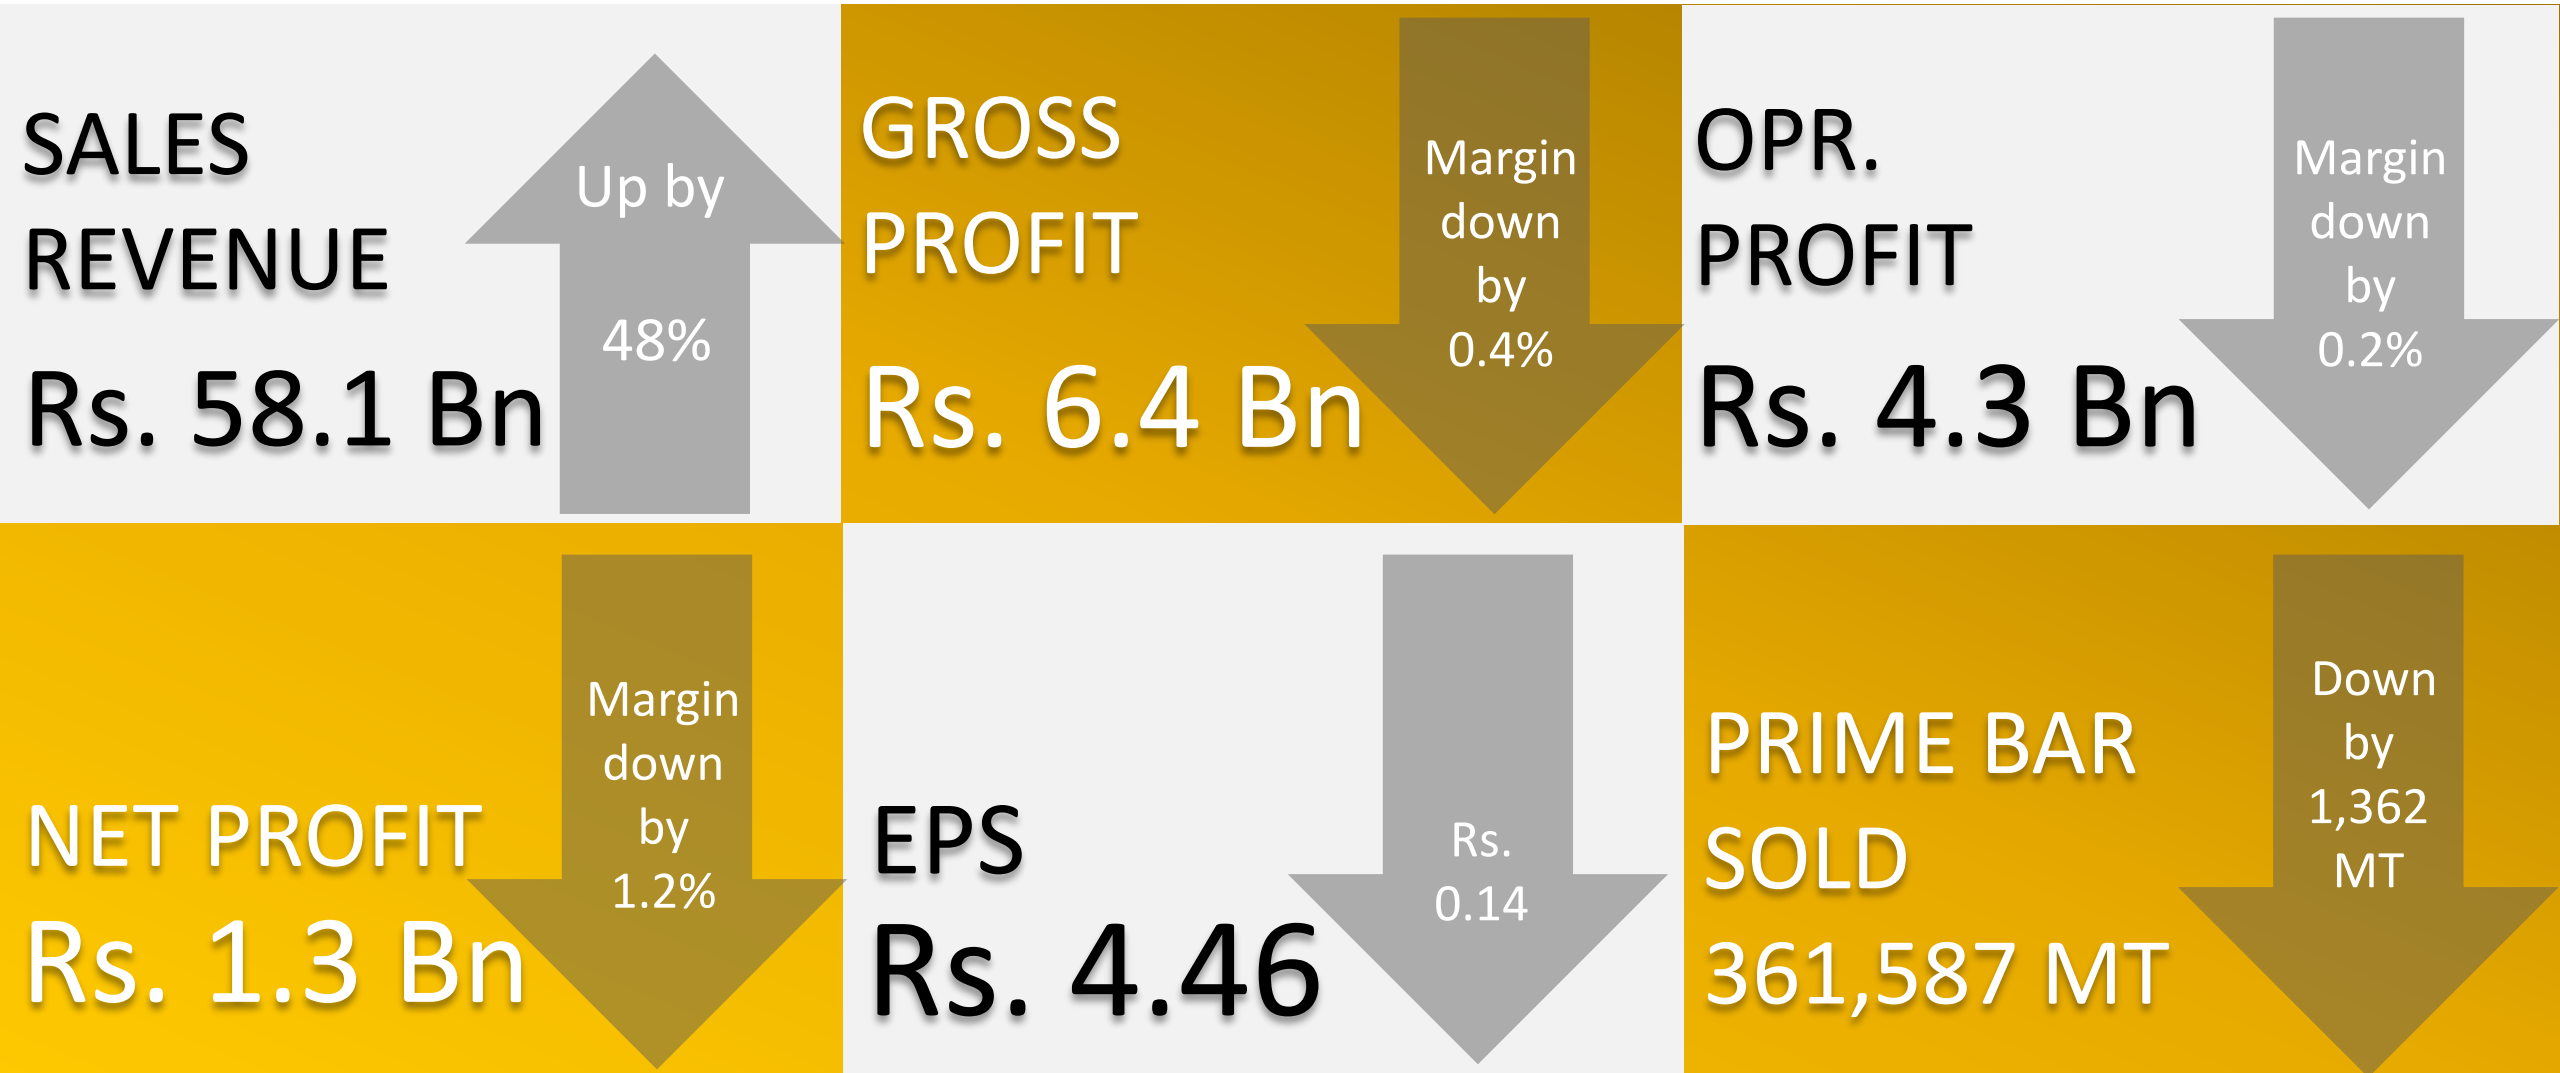 SALES
REVENUE
Rs. 58.1 Bn
Up by
48%
GROSS
PROFIT
Rs. 6.4 Bn
Margin
down
by
0.4%
OPR.
PROFIT
Rs. 4.3 Bn
Margin
down
by
0.2%
NET PROFIT
Rs. 1.3 Bn
Margin
down
by
1.2%
EPS
Rs. 4.46
Rs.
0.14
PRIME BAR
SOLD
361,587 MT
Down
by
1,362
MT